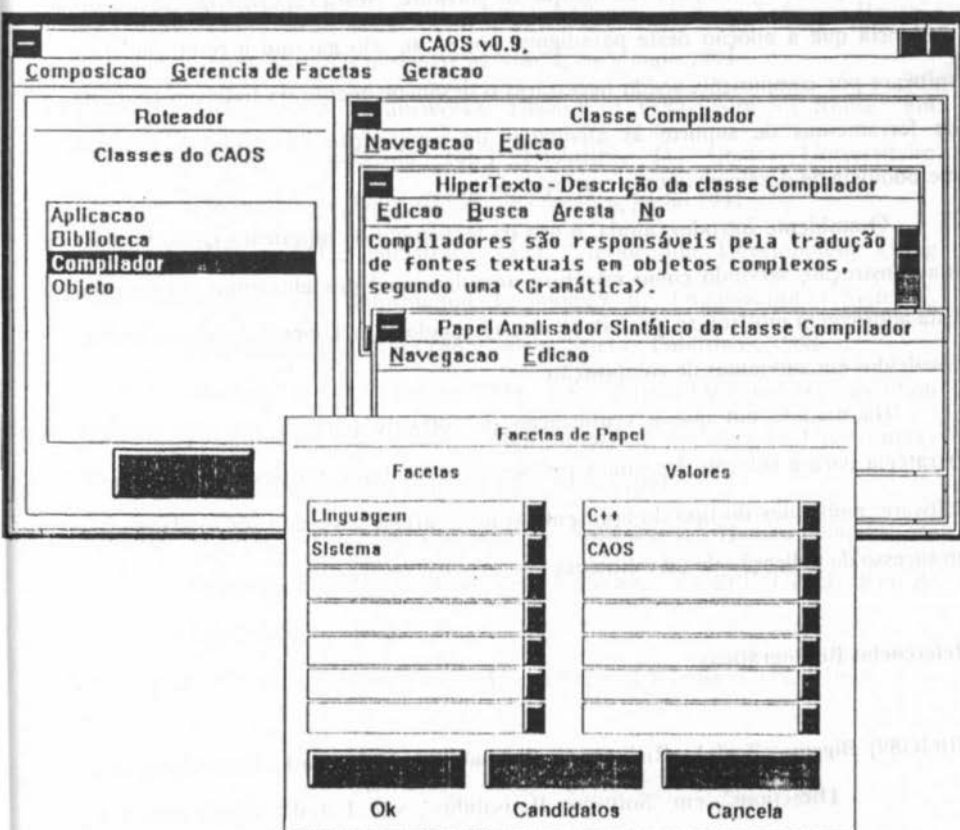 CAOS v0.9.
Composicao Gerencia de Facetas Geracao
Roteador
Classes do CAOS
Aplicacao
Biblioteca
Compilador
Objeto
Classe Compilador
Navegacao Edicao
HiperTexto - Descrição da classe Compilador
Edicao Busca Aresta No
Compiladores são responsáveis pela tradução
de fontes textuais em objetos complexos,
segundo uma <Gramática>.
Papel Analisador Sintático da classe Compilador
Navegacao Edicao
Facetas de Papel
Facetas Valores
Linguagem C++
Sistema CAOS
Ok Candidatos Cancela